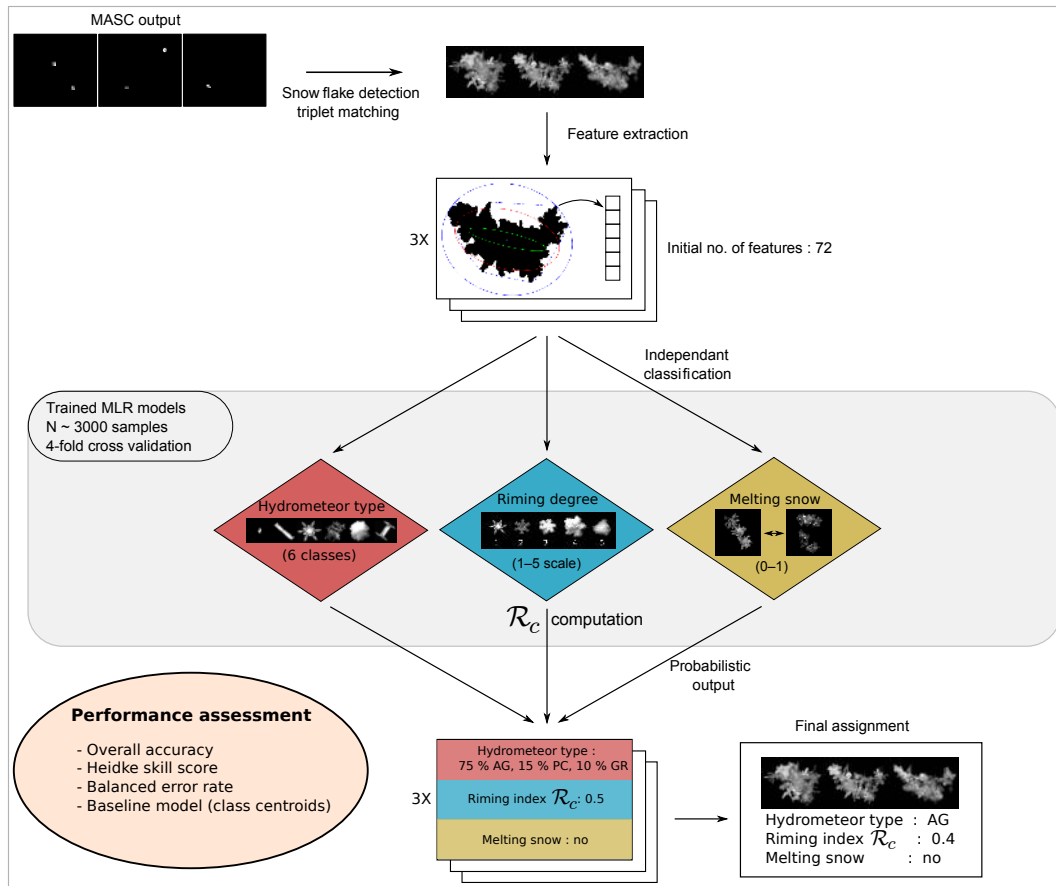 MASC output
Snow flake detection
triplet matching
Feature extraction
3X
Initial no. of features : 72
Independant
classification
Trained MLR models
N ~ 3000 samples
4-fold cross validation
Hydrometeor type
(6 classes)
Riming degree
(1–5 scale)
Melting snow
(0–1)
ℛc computation
Probabilistic
output
Performance assessment
- Overall accuracy
- Heidke skill score
- Balanced error rate
- Baseline model (class centroids)
3X
Hydrometeor type :
75 % AG, 15 % PC, 10 % GR
Riming index ℛc: 0.5
Melting snow : no
Final assignment
Hydrometeor type : AG
Riming index ℛc : 0.4
Melting snow : no